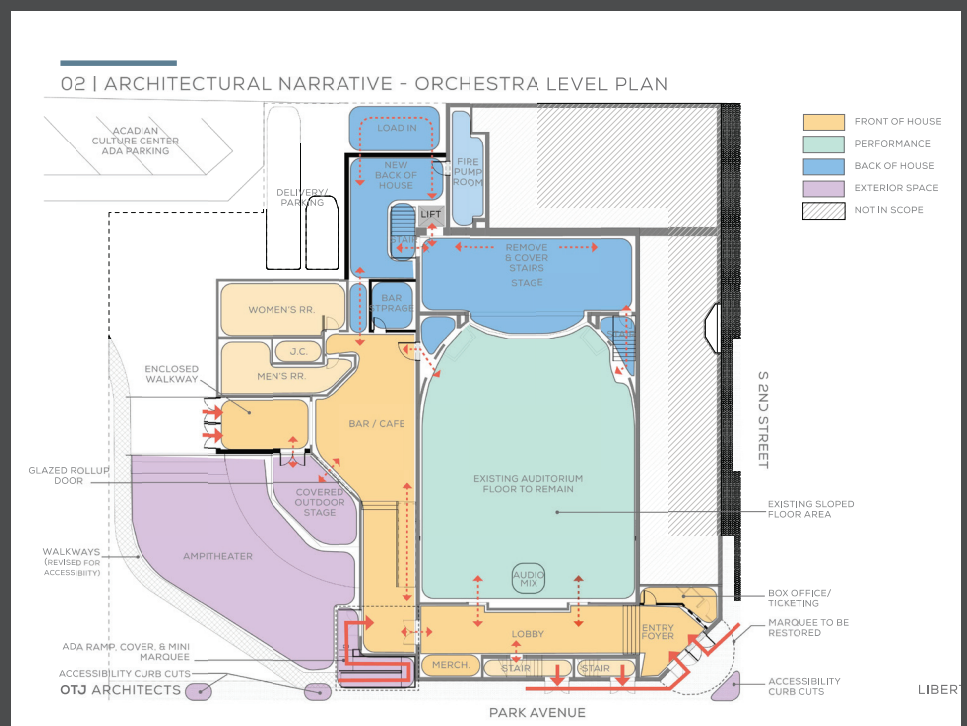 02 | ARCHITECTURAL NARRATIVE - ORCHESTRA LEVEL PLAN
ACADIAN
CULTURE CENTER
ADA PARKING
DELIVERY/
PARKING
LOAD IN
NEW
BACK OF
HOUSE
FIRE
PUMP
ROOM
LIFT
STAIR
REMOVE
& COVER
STAIRS
STAGE
BAR
STPRAGE
STAIR
FRONT OF HOUSE
PERFORMANCE
BACK OF HOUSE
EXTERIOR SPACE
NOT IN SCOPE
WOMEN'S RR.
J.C.
MEN'S RR.
ENCLOSED
WALKWAY
BAR / CAFE
GLAZED ROLLUP
DOOR
COVERED
OUTDOOR
STAGE
AMPITHEATER
WALKWAYS
(REVISED FOR
ACCESSIBIITY)
EXISTING AUDITORIUM
FLOOR TO REMAIN
EXISTING SLOPED
FLOOR AREA
S 2ND STREET
AUDIO
MIX
BOX OFFICE/
TICKETING
MARQUEE TO BE
RESTORED
LOBBY
ENTRY
FOYER
MERCH.
STAIR
STAIR
ADA RAMP, COVER, & MINI
MARQUEE
ACCESSIBILITY CURB CUTS
ACCESSIBILITY
CURB CUTS
OTJ ARCHITECTS
PARK AVENUE
LIBERT